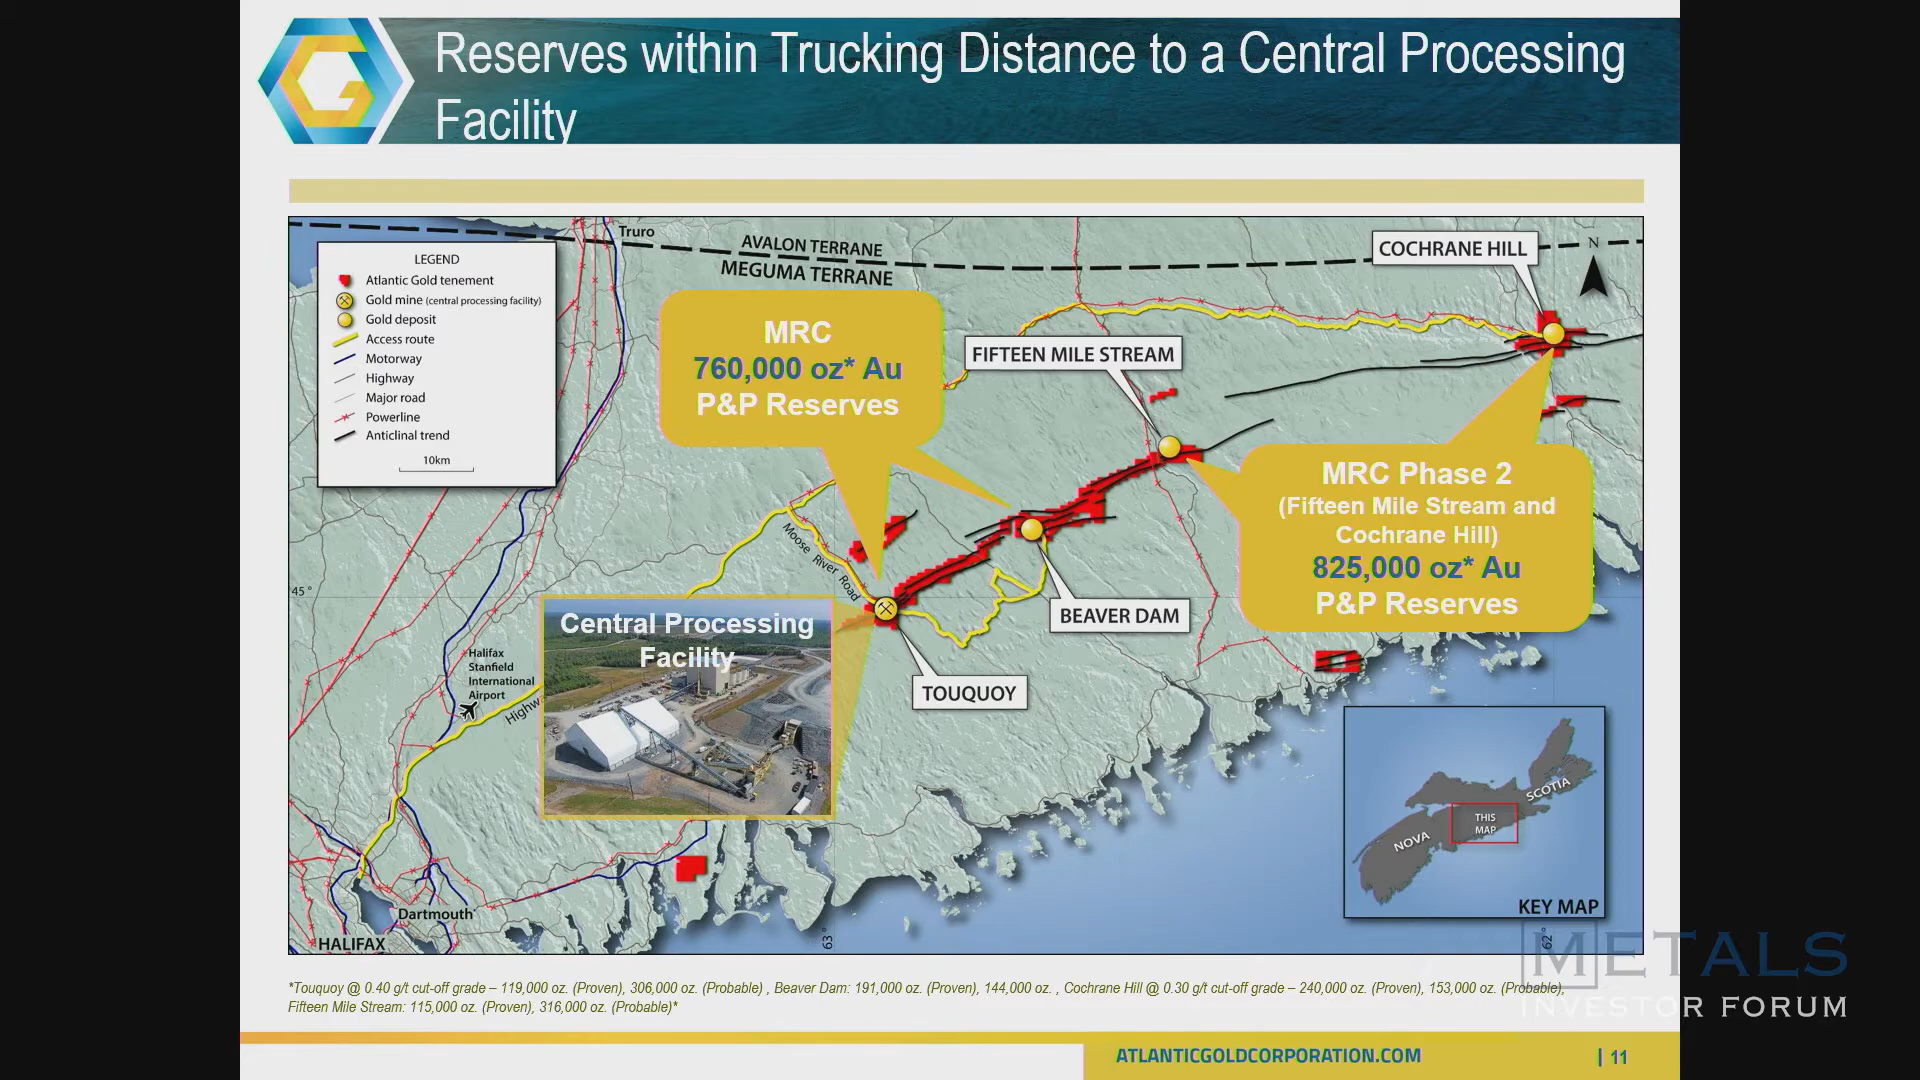 Reserves within Trucking Distance to a Central Processing
Facility
Truro
AVALON TERRANE
MEGUMA TERRANE
COCHRANE HILL
N
LEGEND
Atlantic Gold tenement
Gold mine (central processing facility)
Gold deposit
Access route
Motorway
Highway
Major road
Powerline
Anticlinal trend
10km
MRC
760,000 oz* Au
P&P Reserves
FIFTEEN MILE STREAM
MRC Phase 2
(Fifteen Mile Stream and
Cochrane Hill)
825,000 oz* Au
P&P Reserves
Moose River Road
45°
Central Processing
Facility
BEAVER DAM
TOUQUOY
Halifax
Stanfield
International
Airport
Highw
SCOTIA
THIS
MAP
NOVA
KEY MAP
Dartmouth
HALIFAX
63°
62°
METALS
INVESTOR FORUM
*Touquoy @ 0.40 g/t cut-off grade – 119,000 oz. (Proven), 306,000 oz. (Probable) , Beaver Dam: 191,000 oz. (Proven), 144,000 oz. , Cochrane Hill @ 0.30 g/t cut-off grade – 240,000 oz. (Proven), 153,000 oz. (Probable),
Fifteen Mile Stream: 115,000 oz. (Proven), 316,000 oz. (Probable)*
ATLANTICGOLDCORPORATION.COM
| 11